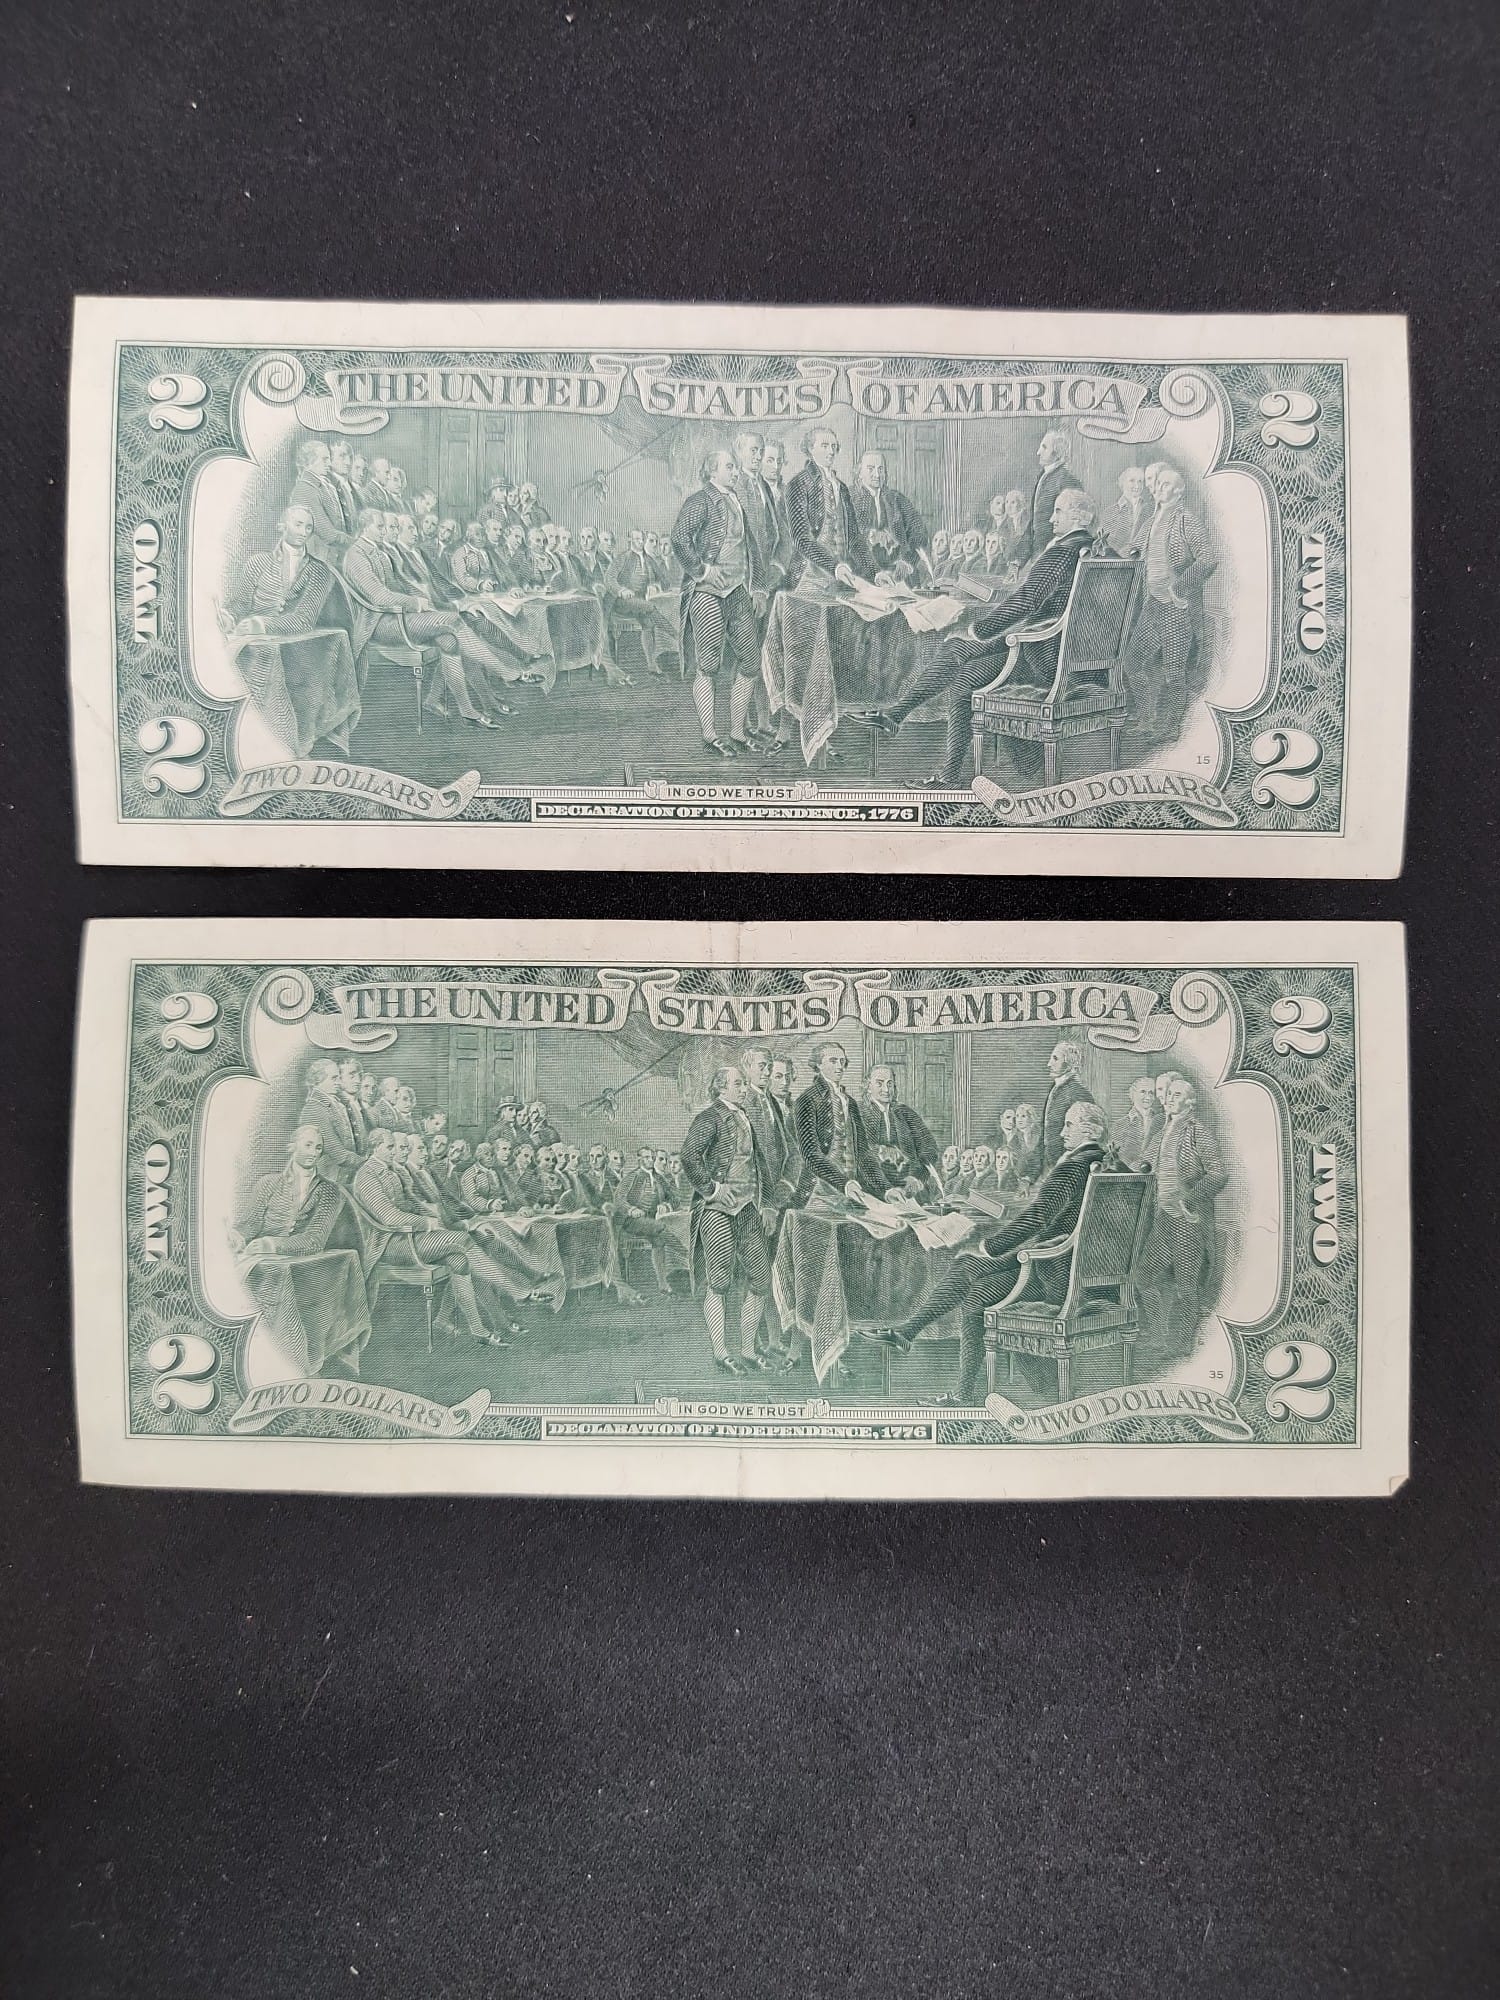 2 THE UNITED STATES OF AMERICA 2
TWO TWO
15
2 TWO DOLLARS IN GOD WE TRUST TWO DOLLARS 2
DECLARATION OF INDEPENDENCE, 1776
2 THE UNITED STATES OF AMERICA 2
TWO TWO
35
2 TWO DOLLARS IN GOD WE TRUST TWO DOLLARS 2
DECLARATION OF INDEPENDENCE, 1776